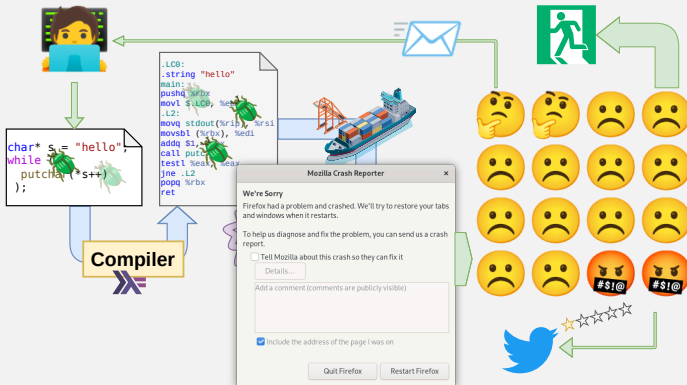 .LC0:
.string "hello"
main:
pushq %rbx
movl $.LC0, %e
.L2:
movq stdout(%rip), %rsi
movsbl (%rbx), %edi
addq $1,
call putc
testl %eax, %eax
jne .L2
popq %rbx
ret
char* s = "hello";
while
putchar(*s++)
);
Compiler
Mozilla Crash Reporter
×
We're Sorry
Firefox had a problem and crashed. We'll try to restore your tabs
and windows when it restarts.
To help us diagnose and fix the problem, you can send us a crash
report.
Tell Mozilla about this crash so they can fix it
Details...
Add a comment (comments are publicly visible)
Include the address of the page I was on
Quit Firefox
Restart Firefox
#$!@
#$!@